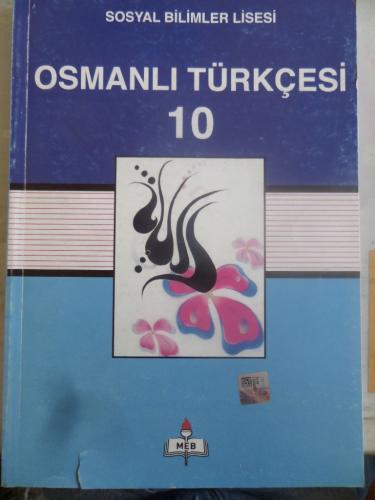 SOSYAL BİLİMLER LİSESİ
OSMANLI TÜRKÇESİ
10
MEB